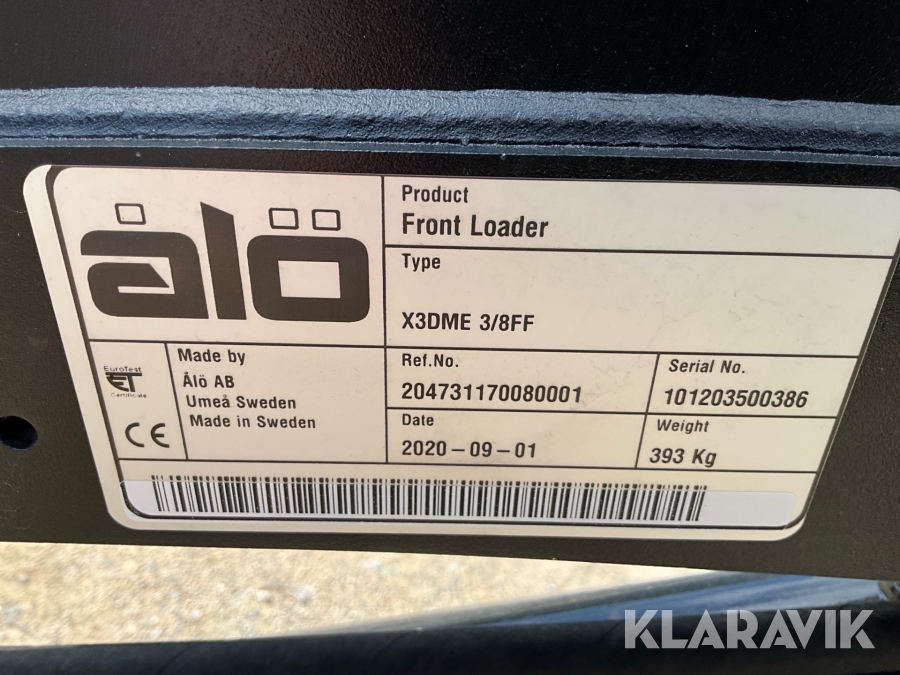 ålö
Product
Front Loader
Type
X3DME 3/8FF
Eurotest
ET
Certificate
CE
Made by
Ålö AB
Umeå Sweden
Made in Sweden
Ref.No.
204731170080001
Serial No.
101203500386
Date
2020-09-01
Weight
393 Kg
KLARAVIK